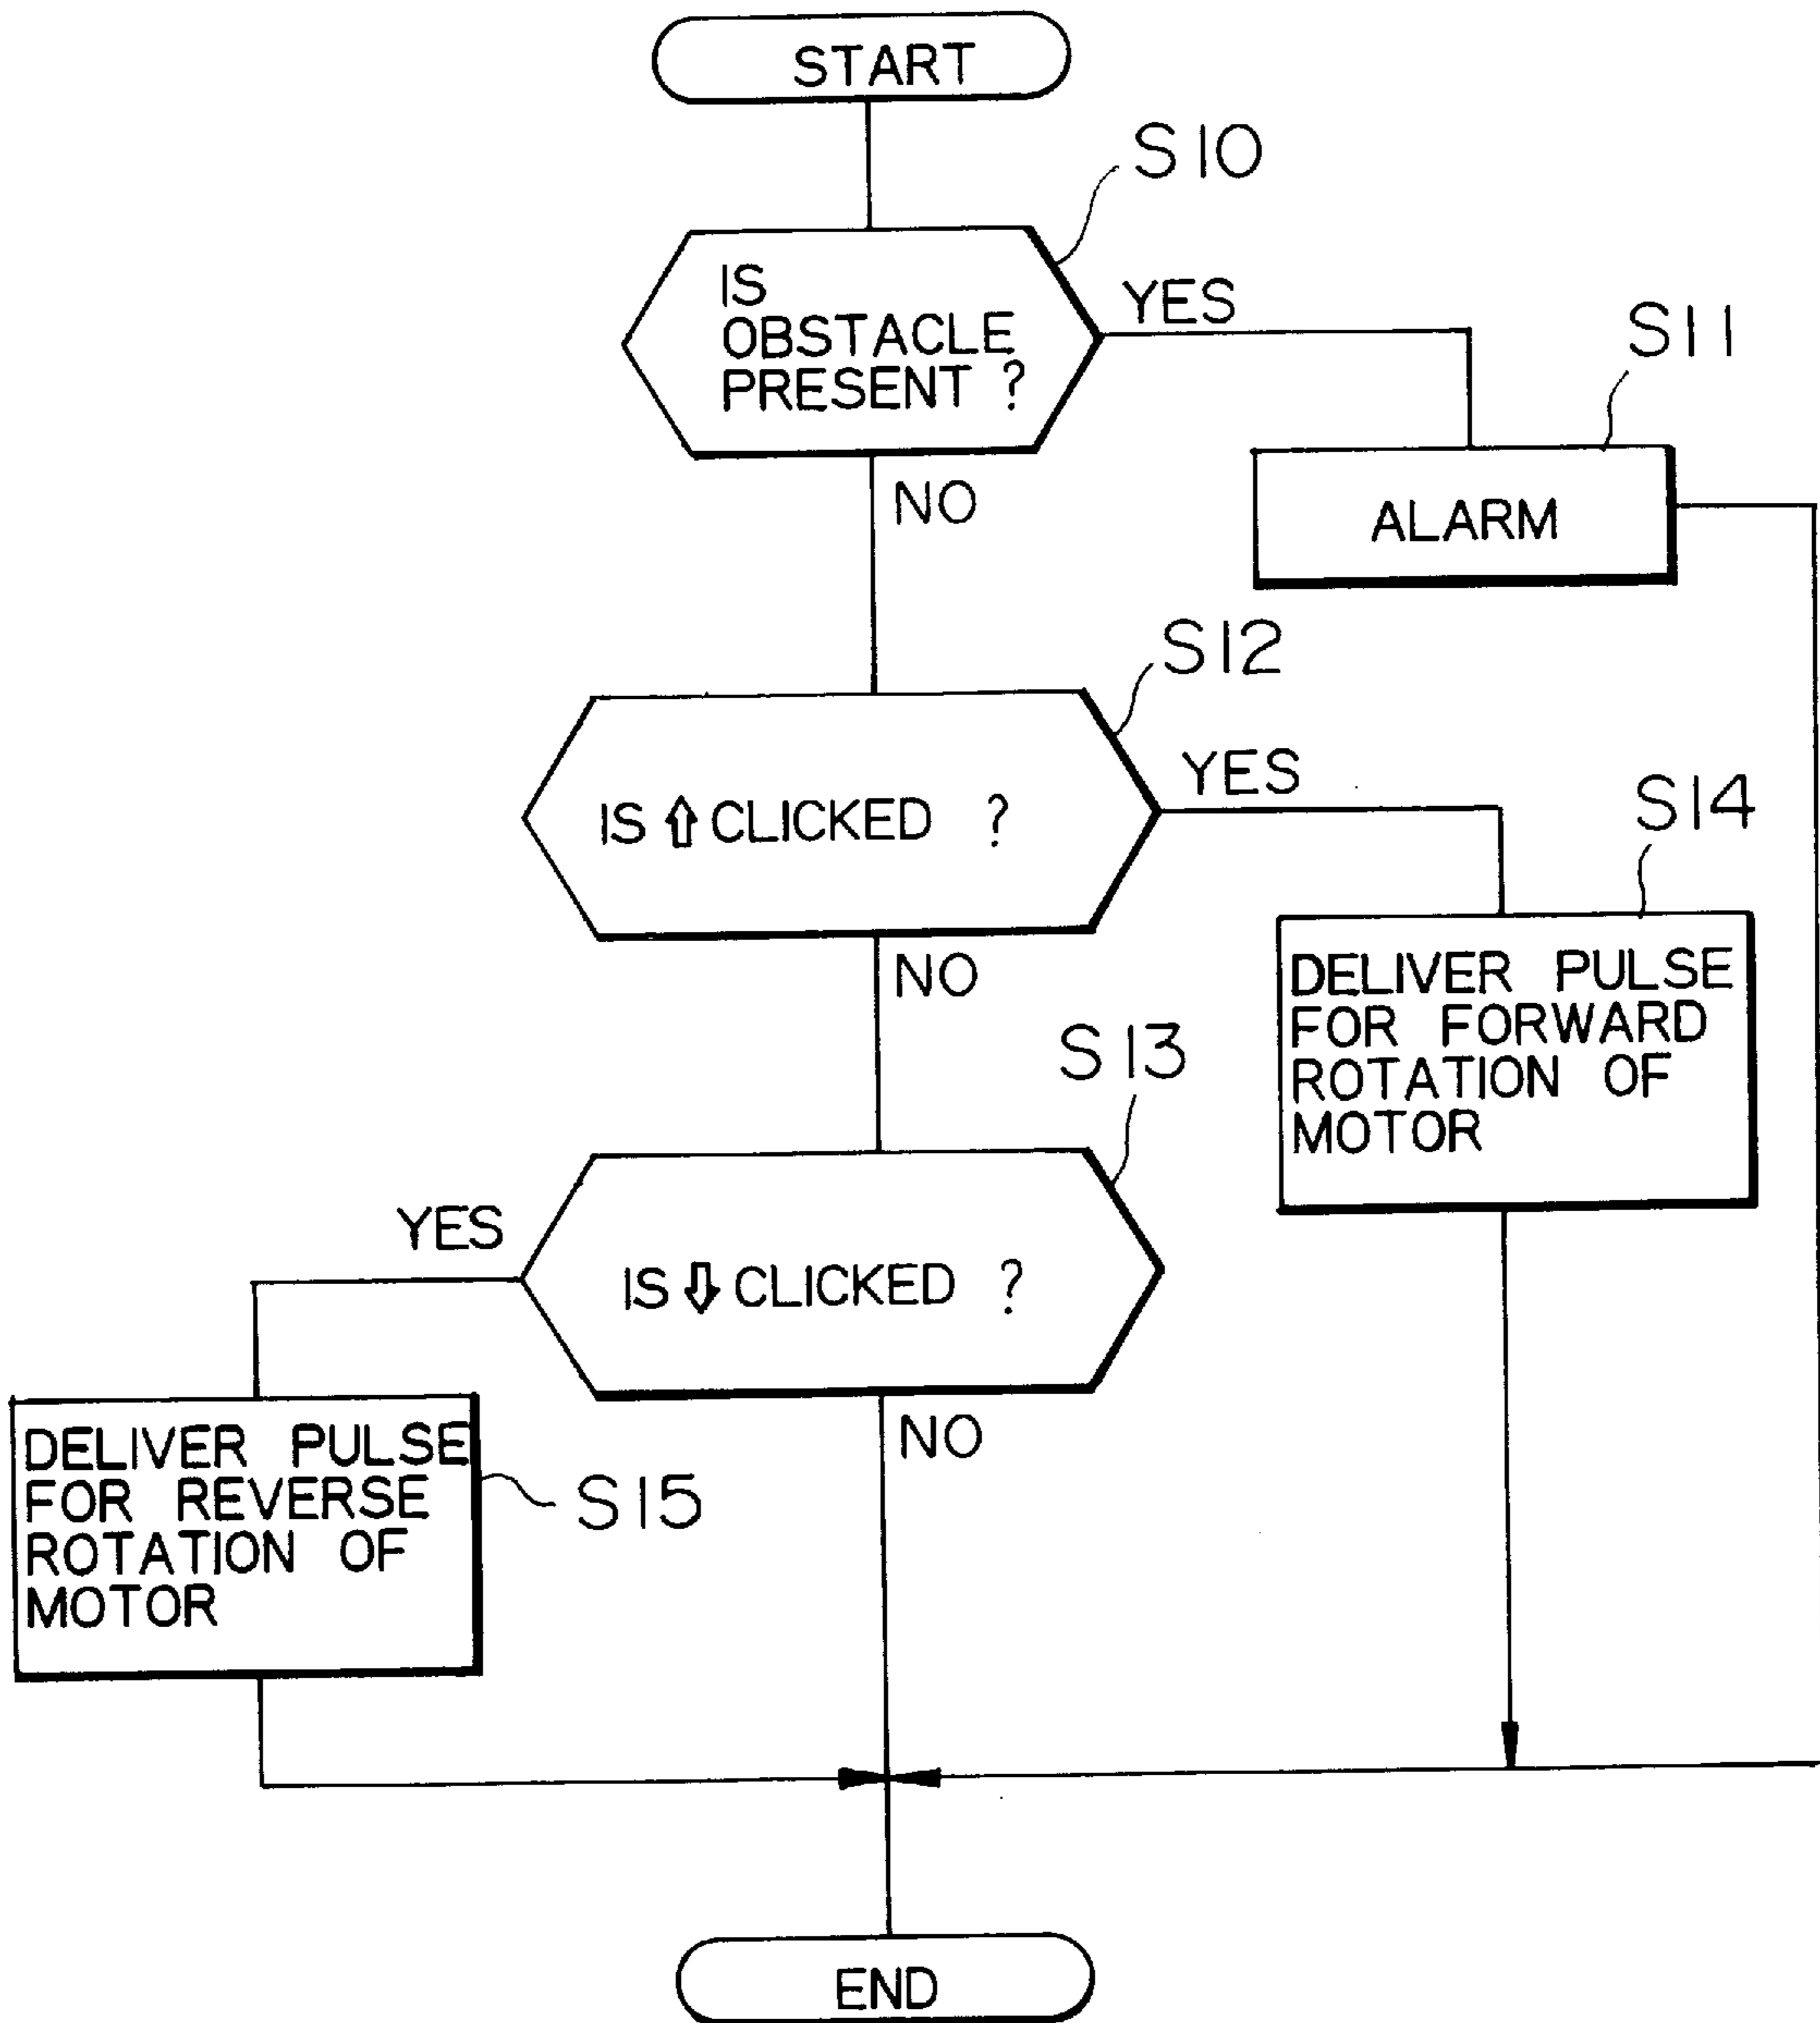 START
S10
IS
OBSTACLE
PRESENT ?
YES
S11
ALARM
NO
S12
IS ⇧ CLICKED ?
YES
S14
DELIVER PULSE
FOR FORWARD
ROTATION OF
MOTOR
NO
S13
IS ⇩ CLICKED ?
YES
DELIVER PULSE
FOR REVERSE
ROTATION OF
MOTOR
S15
NO
END